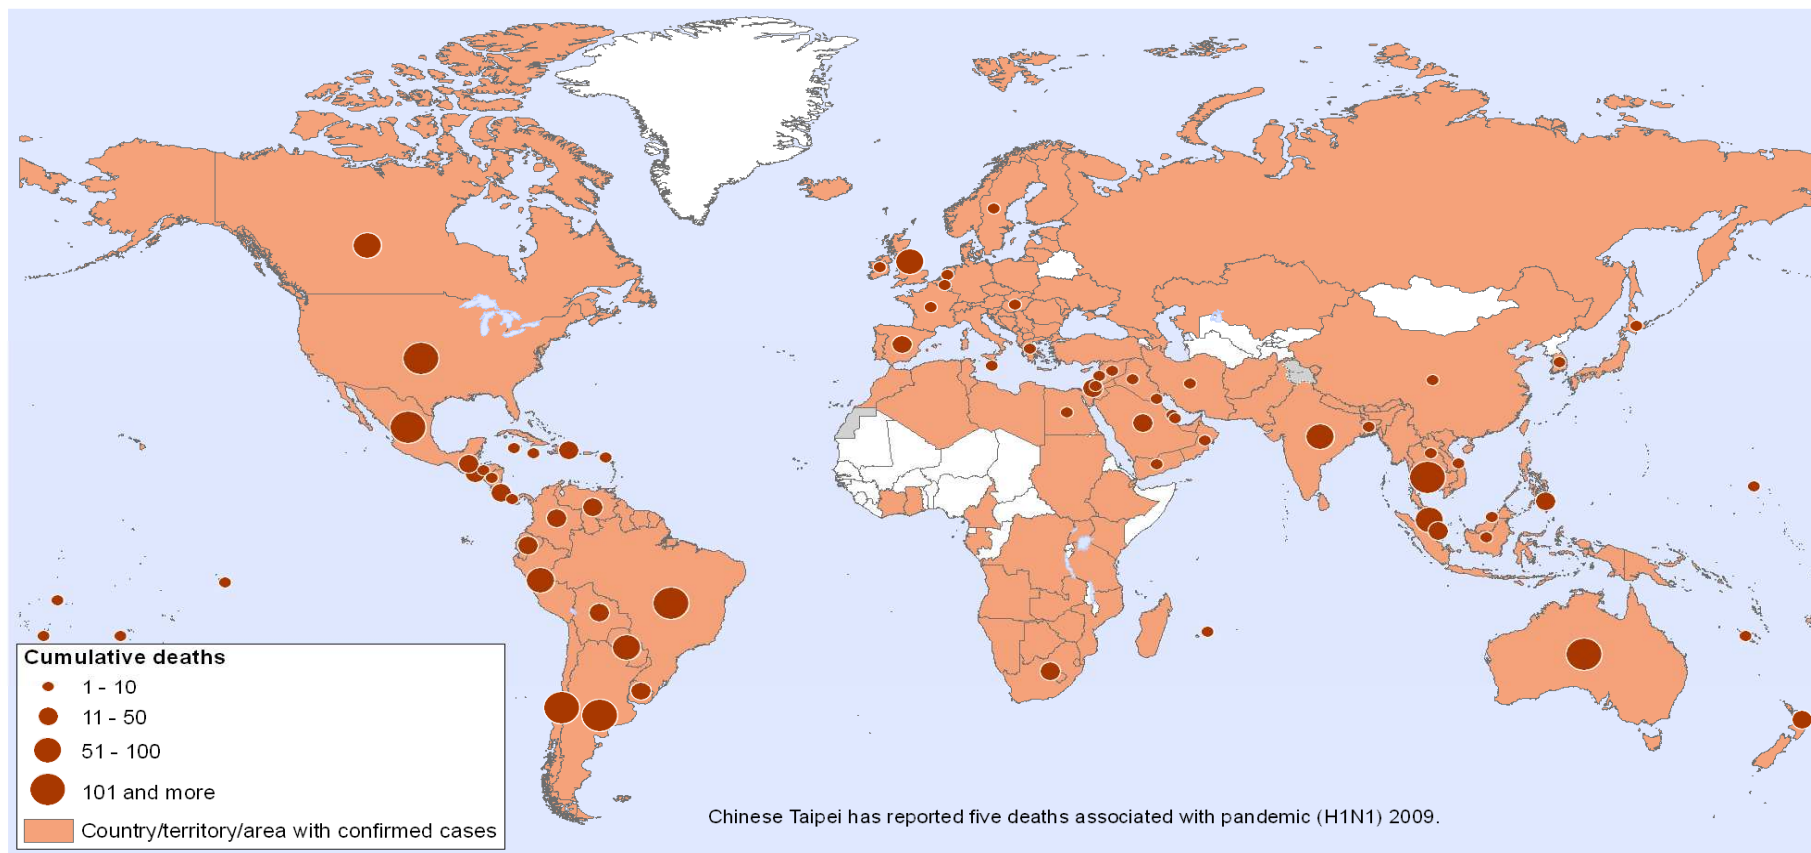 Cumulative deaths
1 - 10
11 - 50
51 - 100
101 and more
Country/territory/area with confirmed cases
Chinese Taipei has reported five deaths associated with pandemic (H1N1) 2009.